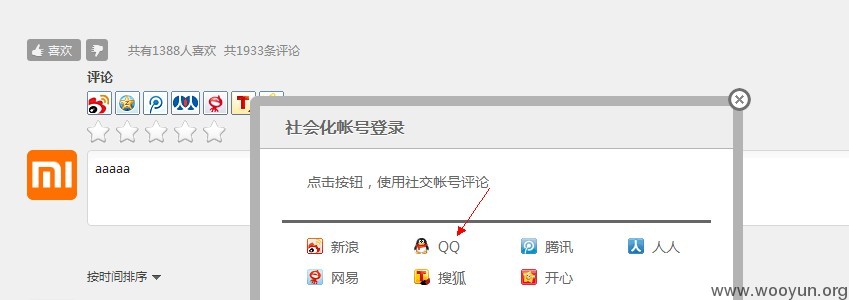 喜欢 共有1388人喜欢 共1933条评论
评论
社会化帐号登录
mi
aaaaa
点击按钮，使用社交帐号评论
新浪 QQ 腾讯 人人
网易 搜狐 开心
按时间排序
www.wooyun.org